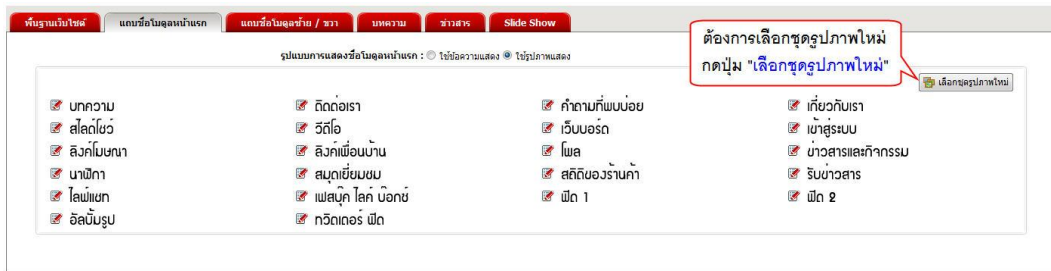 พื้นฐานเว็บไซต์ แถบชื่อโมดูลหน้าแรก แถบชื่อโมดูลซ้าย / ขวา บทความ ข่าวสาร Slide Show
ต้องการเลือกชุดรูปภาพใหม่
กดปุ่ม "เลือกชุดรูปภาพใหม่"
รูปแบบการแสดงชื่อโมดูลหน้าแรก : ใช้ข้อความแสดง ใช้รูปภาพแสดง
เลือกชุดรูปภาพใหม่
บทความ ติดต่อเรา คำถามที่พบบ่อย เกี่ยวกับเรา
สไลด์โชว์ วีดีโอ เว็บบอร์ด เข้าสู่ระบบ
ลิงค์โฆษณา ลิงค์เพื่อนบ้าน โพล ข่าวสารและกิจกรรม
นาฬิกา สมุดเยี่ยมชม สถิติของร้านค้า รับข่าวสาร
ไลฟ์แชท เฟสบุ๊ค ไลค์ บ๊อกซ์ ฟีด 1 ฟีด 2
อัลบั้มรูป ทวิตเตอร์ ฟีด